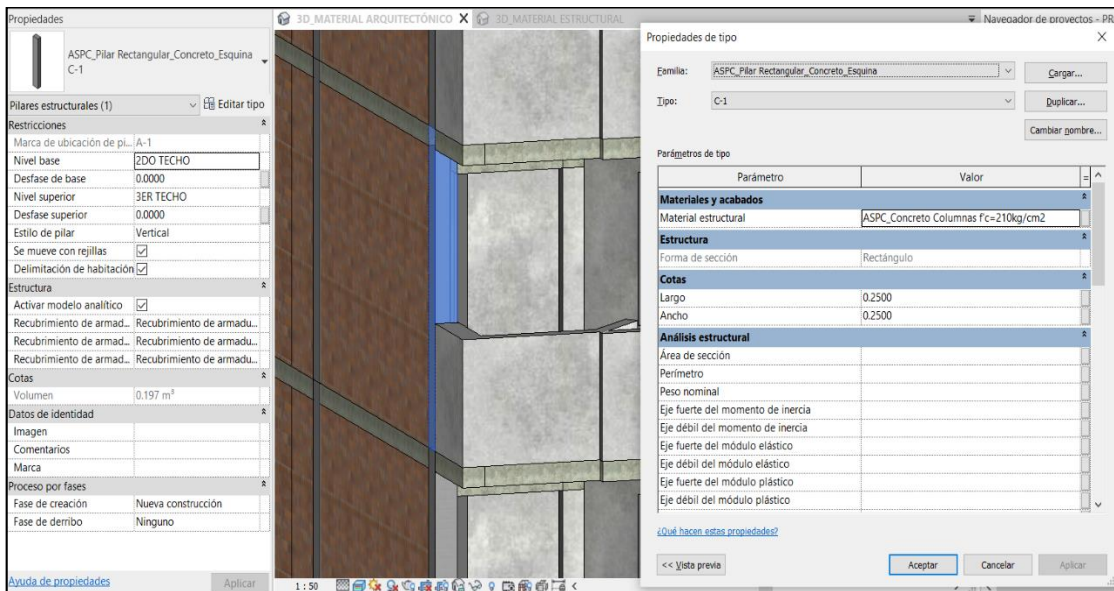 Propiedades
ASPC_Pilar Rectangular_Concreto_Esquina
C-1
Pilares estructurales (1)
Editar tipo
Restricciones
Marca de ubicación de pi... A-1
Nivel base 2DO TECHO
Desfase de base 0.0000
Nivel superior 3ER TECHO
Desfase superior 0.0000
Estilo de pilar Vertical
Se mueve con rejillas
Delimitación de habitación
Estructura
Activar modelo analítico
Recubrimiento de armad... Recubrimiento de armadu...
Recubrimiento de armad... Recubrimiento de armadu...
Recubrimiento de armad... Recubrimiento de armadu...
Cotas
Volumen 0.197 m³
Datos de identidad
Imagen
Comentarios
Marca
Proceso por fases
Fase de creación Nueva construcción
Fase de derribo Ninguno
Ayuda de propiedades
Aplicar
3D_MATERIAL ARQUITECTÓNICO X
3D_MATERIAL ESTRUCTURAL
1 : 50
Navegador de proyectos - PR
Propiedades de tipo
Familia: ASPC_Pilar Rectangular_Concreto_Esquina
Cargar...
Tipo: C-1
Duplicar...
Cambiar nombre...
Parámetros de tipo
Parámetro Valor =
Materiales y acabados
Material estructural ASPC_Concreto Columnas f'c=210kg/cm2
Estructura
Forma de sección Rectángulo
Cotas
Largo 0.2500
Ancho 0.2500
Análisis estructural
Área de sección
Perímetro
Peso nominal
Eje fuerte del momento de inercia
Eje débil del momento de inercia
Eje fuerte del módulo elástico
Eje débil del módulo elástico
Eje fuerte del módulo plástico
Eje débil del módulo plástico
¿Qué hacen estas propiedades?
<< Vista previa
Aceptar
Cancelar
Aplicar